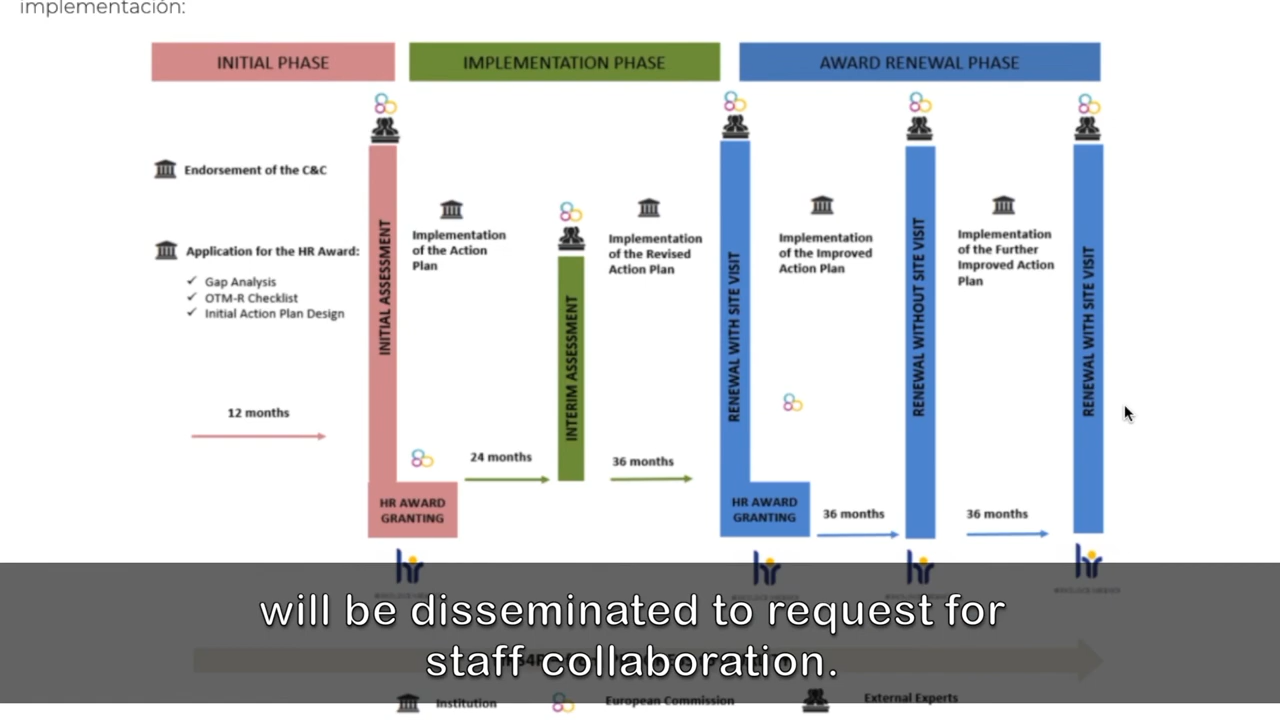 implementación:
INITIAL PHASE
IMPLEMENTATION PHASE
AWARD RENEWAL PHASE
Endorsement of the C&C
Application for the HR Award:
✓ Gap Analysis
✓ OTM-R Checklist
✓ Initial Action Plan Design
12 months
INITIAL ASSESSMENT
HR AWARD
GRANTING
Implementation
of the Action
Plan
24 months
INTERIM ASSESSMENT
Implementation
of the Revised
Action Plan
36 months
RENEWAL WITH SITE VISIT
HR AWARD
GRANTING
Implementation
of the Improved
Action Plan
36 months
RENEWAL WITHOUT SITE VISIT
Implementation
of the Further
Improved Action
Plan
36 months
RENEWAL WITH SITE VISIT
hr
hr
hr
hr
will be disseminated to request for
staff collaboration.
Institution
European Commission
External Experts